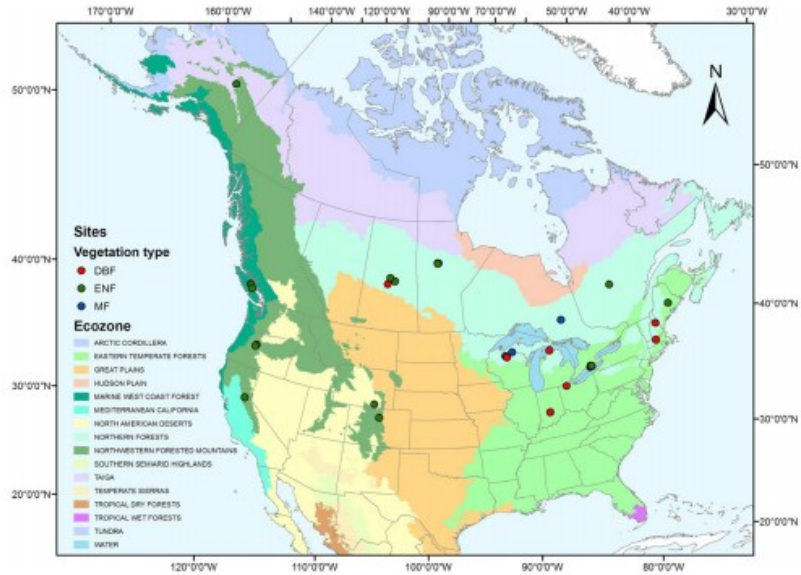 170°0'0"W 160°0'0"W 140°0'0"W 120°0'0"W 90°0'0"W 70°0'0"W 50°0'0"W 40°0'0"W 30°0'0"W
N
50°0'0"N 50°0'0"N
40°0'0"N 40°0'0"N
30°0'0"N 30°0'0"N
20°0'0"N 20°0'0"N
Sites
Vegetation type
DBF
ENF
MF
Ecozone
ARCTIC CORDILLERA
EASTERN TEMPERATE FORESTS
GREAT PLAINS
HUDSON PLAIN
MARINE WEST COAST FOREST
MEDITERRANEAN CALIFORNIA
NORTH AMERICAN DESERTS
NORTHERN FORESTS
NORTHWESTERN FORESTED MOUNTAINS
SOUTHERN SEMIARID HIGHLANDS
TAIGA
TEMPERATE SIERRAS
TROPICAL DRY FORESTS
TROPICAL WET FORESTS
TUNDRA
WATER
120°0'0"W 110°0'0"W 100°0'0"W 90°0'0"W 80°0'0"W